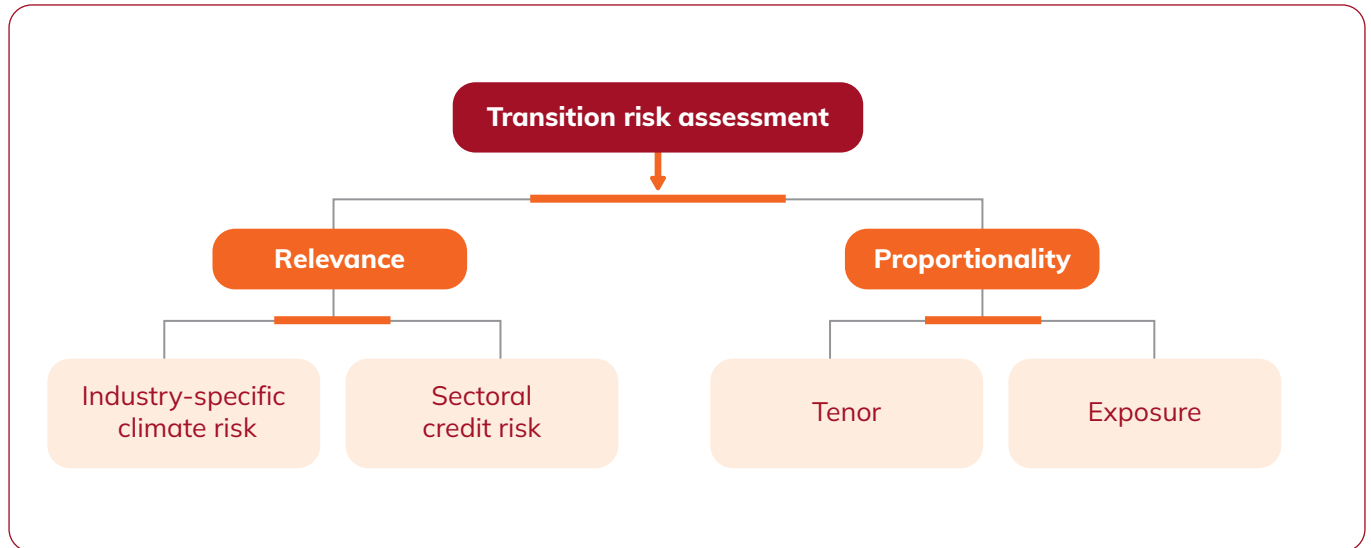 Transition risk assessment
Relevance
Proportionality
Industry-specific
climate risk
Sectoral
credit risk
Tenor
Exposure